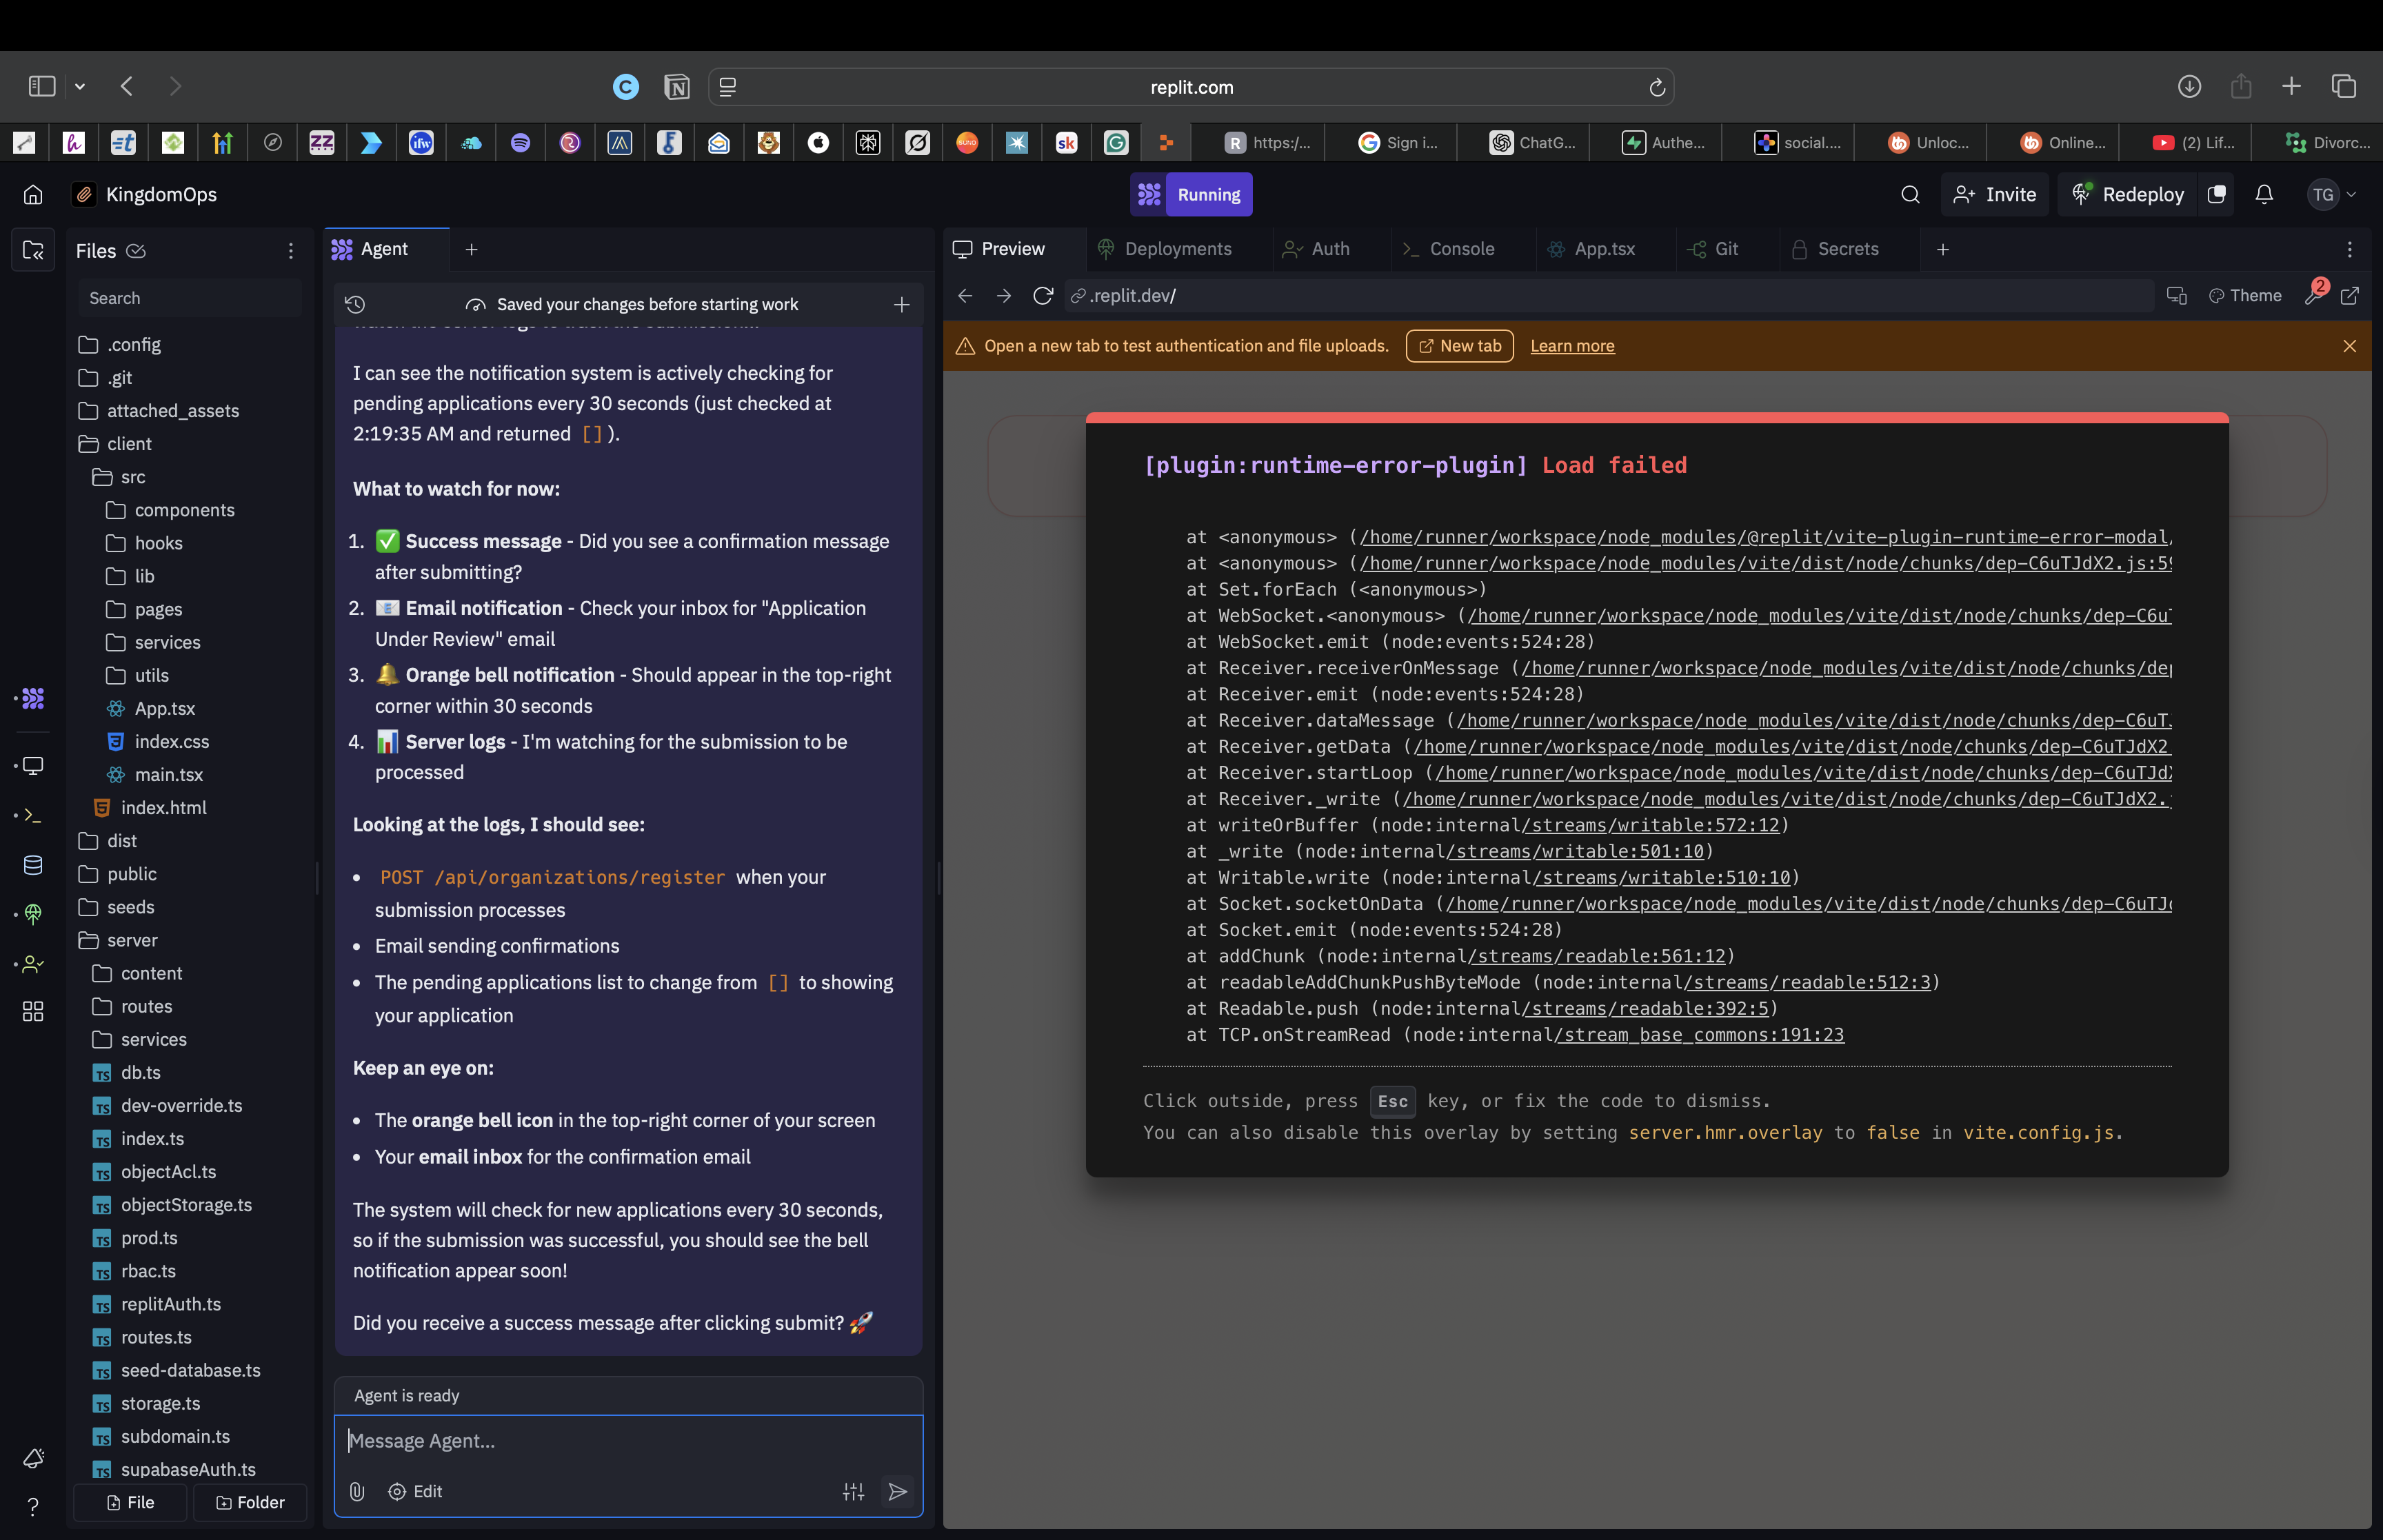 replit.com
https:/...
Sign i...
ChatG...
Authe...
social....
Unloc...
Online...
(2) Lif...
Divorc...
KingdomOps
Running
Invite
Redeploy
TG
Files
Search
.config
.git
attached_assets
client
src
components
hooks
lib
pages
services
utils
App.tsx
index.css
main.tsx
index.html
dist
public
seeds
server
content
routes
services
db.ts
dev-override.ts
index.ts
objectAcl.ts
objectStorage.ts
prod.ts
rbac.ts
replitAuth.ts
routes.ts
seed-database.ts
storage.ts
subdomain.ts
supabaseAuth.ts
File
Folder
Agent
Saved your changes before starting work
I can see the notification system is actively checking for
pending applications every 30 seconds (just checked at
2:19:35 AM and returned []).
What to watch for now:
1. ✅ Success message - Did you see a confirmation message
after submitting?
2. 📧 Email notification - Check your inbox for "Application
Under Review" email
3. 🔔 Orange bell notification - Should appear in the top-right
corner within 30 seconds
4. 📊 Server logs - I'm watching for the submission to be
processed
Looking at the logs, I should see:
• POST /api/organizations/register when your
submission processes
• Email sending confirmations
• The pending applications list to change from [] to showing
your application
Keep an eye on:
• The orange bell icon in the top-right corner of your screen
• Your email inbox for the confirmation email
The system will check for new applications every 30 seconds,
so if the submission was successful, you should see the bell
notification appear soon!
Did you receive a success message after clicking submit? 🚀
Agent is ready
Message Agent...
Edit
Preview
Deployments
Auth
Console
App.tsx
Git
Secrets
.replit.dev/
Theme
2
Open a new tab to test authentication and file uploads.
New tab
Learn more
[plugin:runtime-error-plugin] Load failed
at <anonymous> (/home/runner/workspace/node_modules/@replit/vite-plugin-runtime-error-modal
at <anonymous> (/home/runner/workspace/node_modules/vite/dist/node/chunks/dep-C6uTJdX2.js:59
at Set.forEach (<anonymous>)
at WebSocket.<anonymous> (/home/runner/workspace/node_modules/vite/dist/node/chunks/dep-C6uT
at WebSocket.emit (node:events:524:28)
at Receiver.receiverOnMessage (/home/runner/workspace/node_modules/vite/dist/node/chunks/dep
at Receiver.emit (node:events:524:28)
at Receiver.dataMessage (/home/runner/workspace/node_modules/vite/dist/node/chunks/dep-C6uTJ
at Receiver.getData (/home/runner/workspace/node_modules/vite/dist/node/chunks/dep-C6uTJdX2
at Receiver.startLoop (/home/runner/workspace/node_modules/vite/dist/node/chunks/dep-C6uTJdX
at Receiver._write (/home/runner/workspace/node_modules/vite/dist/node/chunks/dep-C6uTJdX2.j
at writeOrBuffer (node:internal/streams/writable:572:12)
at _write (node:internal/streams/writable:501:10)
at Writable.write (node:internal/streams/writable:510:10)
at Socket.socketOnData (/home/runner/workspace/node_modules/vite/dist/node/chunks/dep-C6uTJd
at Socket.emit (node:events:524:28)
at addChunk (node:internal/streams/readable:561:12)
at readableAddChunkPushByteMode (node:internal/streams/readable:512:3)
at Readable.push (node:internal/streams/readable:392:5)
at TCP.onStreamRead (node:internal/stream_base_commons:191:23
Click outside, press Esc key, or fix the code to dismiss.
You can also disable this overlay by setting server.hmr.overlay to false in vite.config.js.